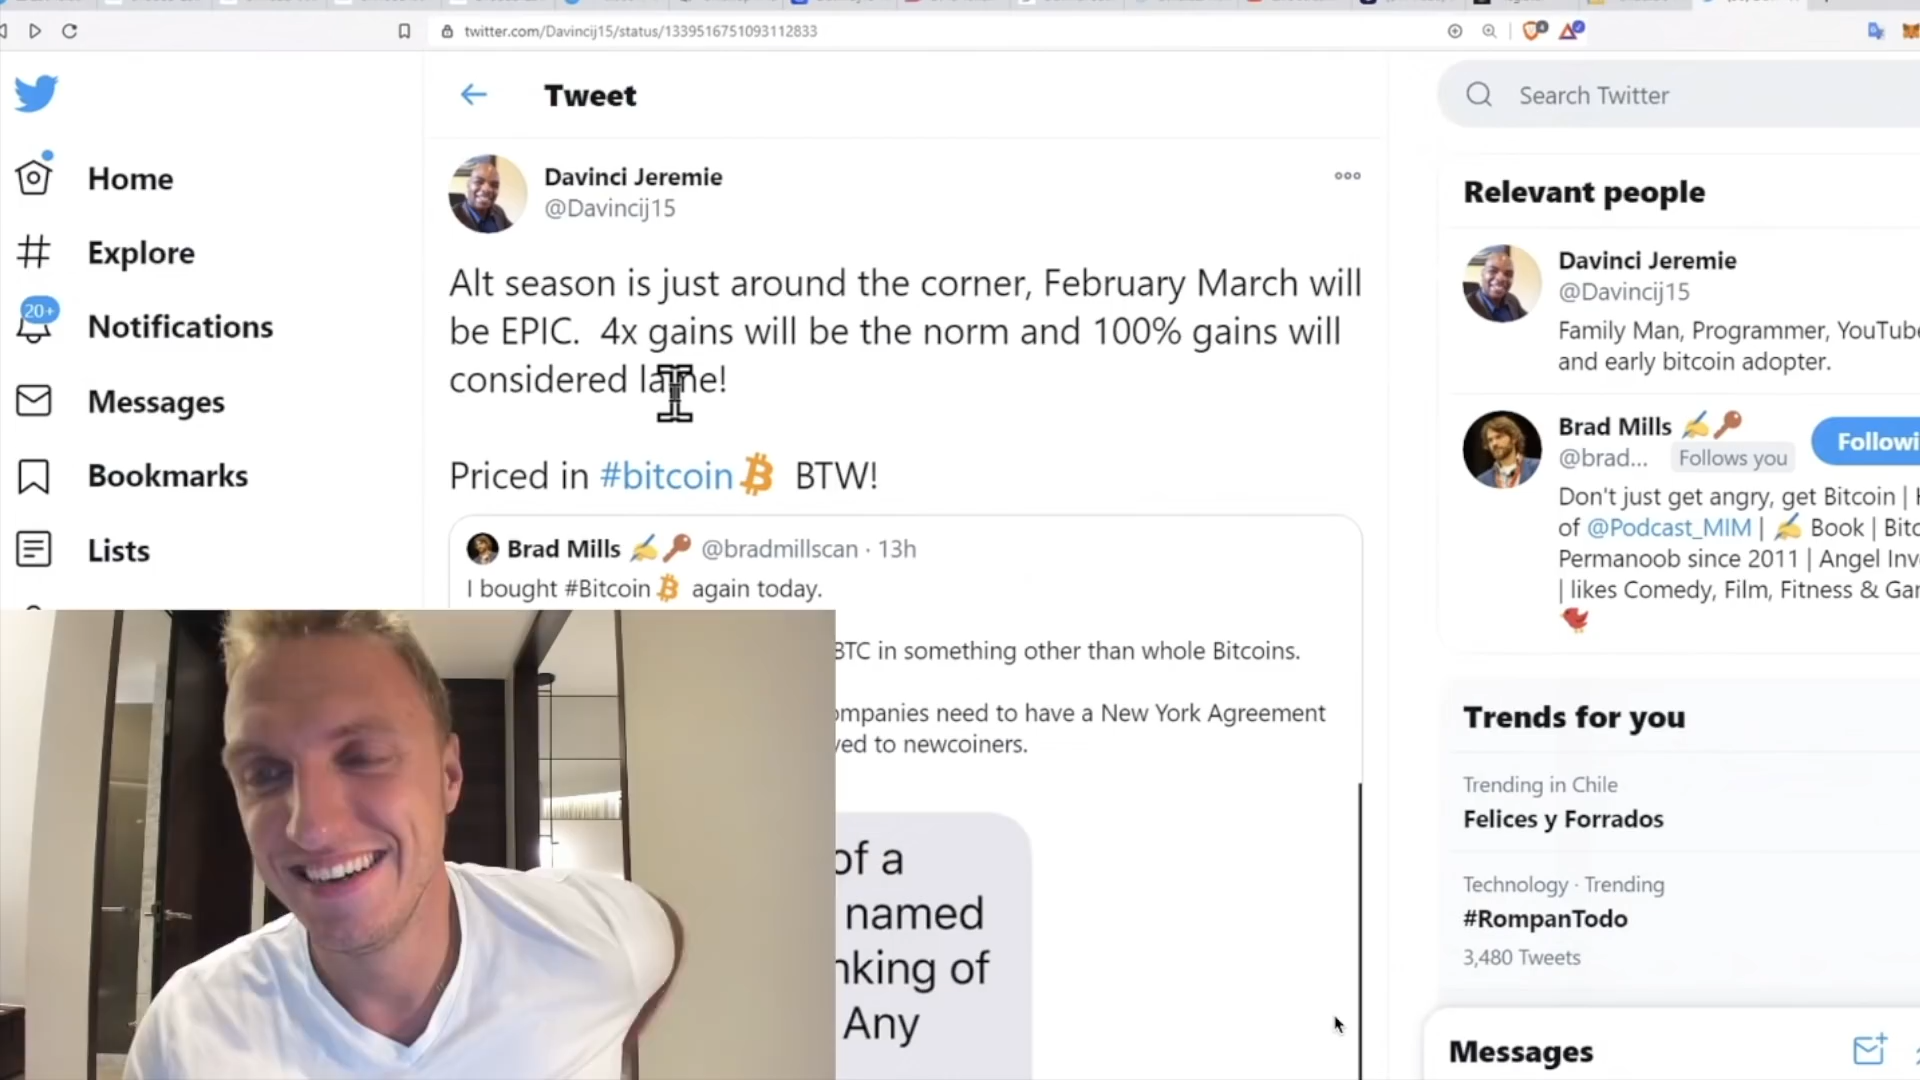 twitter.com/Davincij15/status/1339516751093112833
Tweet
Search Twitter
Home
Explore
20+
Notifications
Messages
Bookmarks
Lists
Davinci Jeremie
@Davincij15
Alt season is just around the corner, February March will
be EPIC.  4x gains will be the norm and 100% gains will
considered lame!
Priced in #bitcoin BTW!
Brad Mills @bradmillscan · 13h
I bought #Bitcoin again today.
BTC in something other than whole Bitcoins.
ompanies need to have a New York Agreement
ved to newcoiners.
of a
named
nking of
Any
Relevant people
Davinci Jeremie
@Davincij15
Family Man, Programmer, YouTube
and early bitcoin adopter.
Brad Mills
@brad... Follows you
Followi
Don't just get angry, get Bitcoin |
of @Podcast_MIM | Book | Bitc
Permanoob since 2011 | Angel Inv
| likes Comedy, Film, Fitness & Gar
Trends for you
Trending in Chile
Felices y Forrados
Technology · Trending
#RompanTodo
3,480 Tweets
Messages